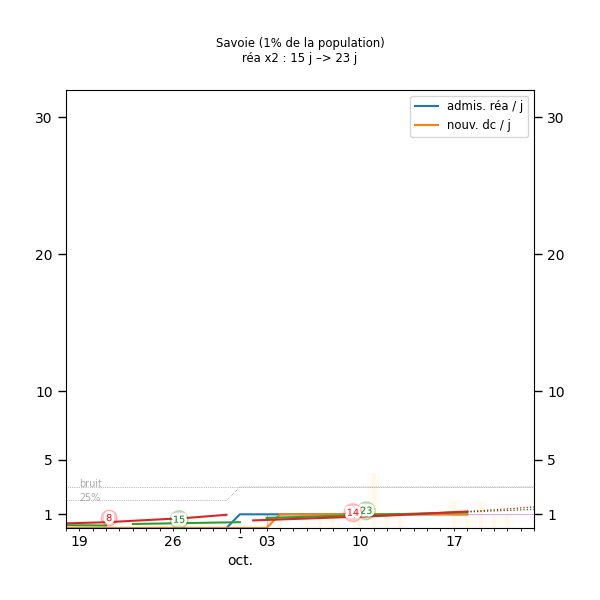 Savoie (1% de la population)
réa x2 : 15 j –> 23 j
admis. réa / j
nouv. dc / j
30 30
20 20
10 10
5 5
bruit
25%
8 15 14 23
1 1
19 26 - 03 10 17
oct.